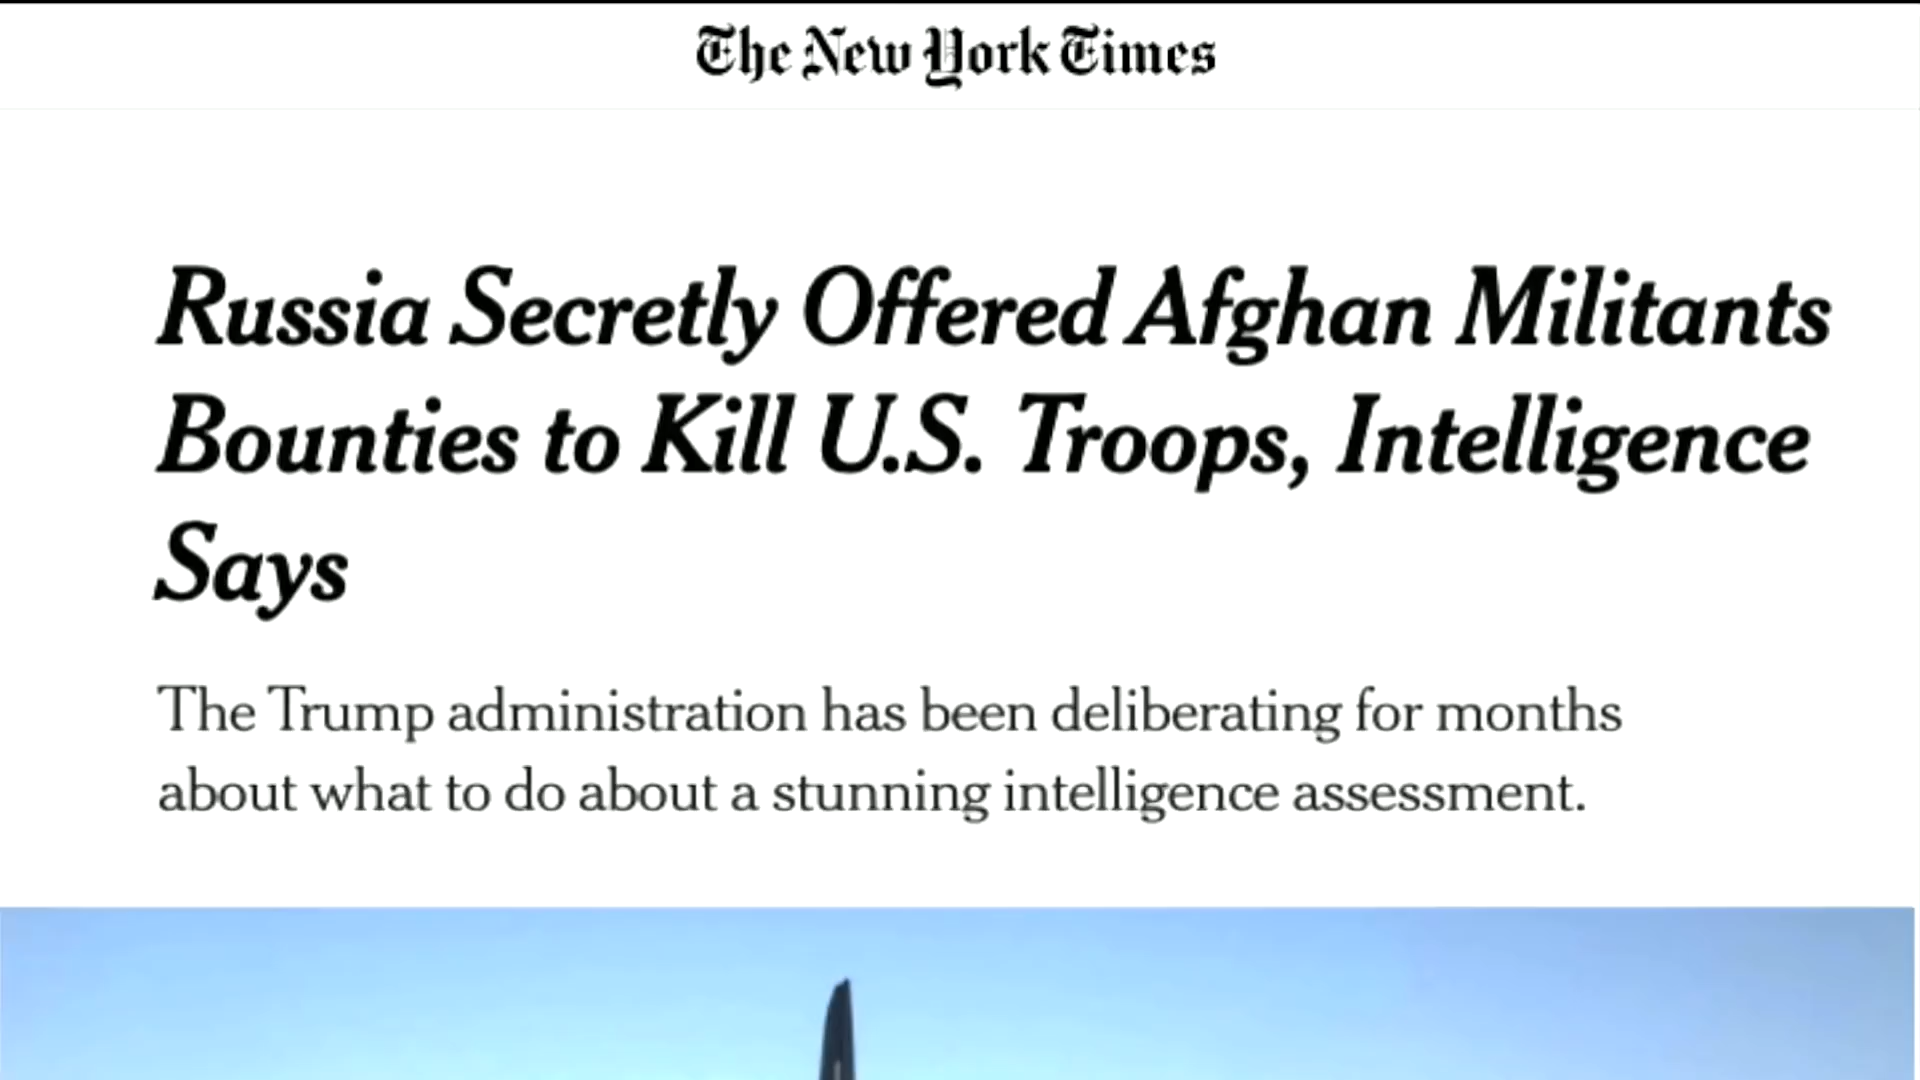 The New York Times
Russia Secretly Offered Afghan Militants
Bounties to Kill U.S. Troops, Intelligence
Says
The Trump administration has been deliberating for months
about what to do about a stunning intelligence assessment.